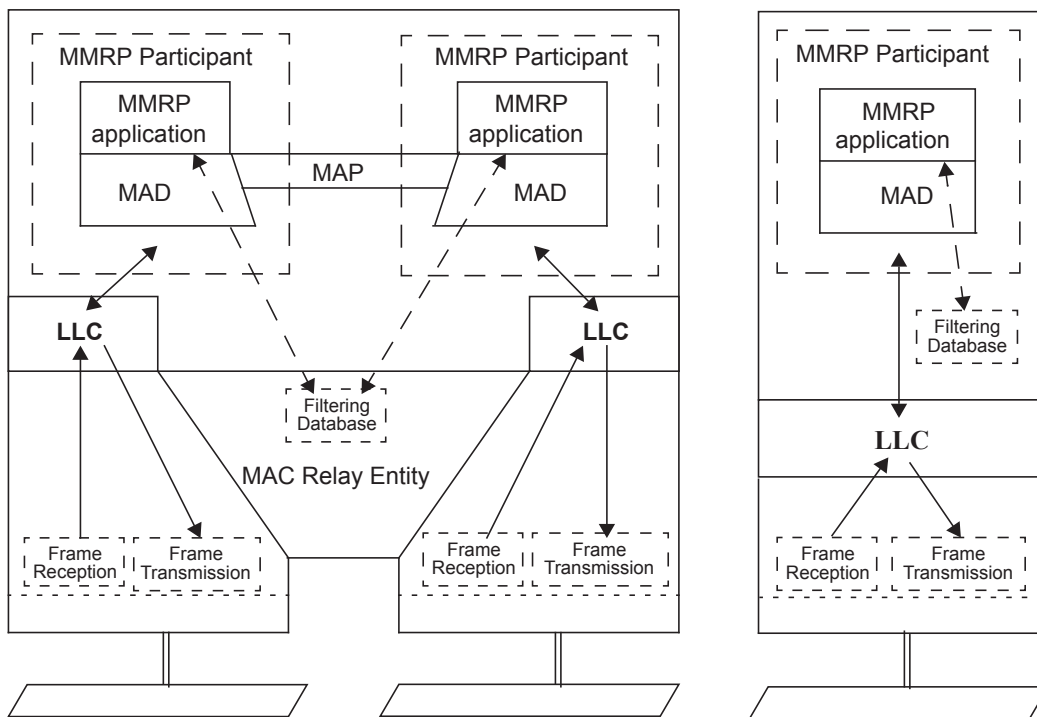 MMRP Participant
MMRP
application
MAD
MAP
MMRP Participant
MMRP
application
MAD
LLC
LLC
Filtering
Database
MAC Relay Entity
Frame
Reception
Frame
Transmission
Frame
Reception
Frame
Transmission
MMRP Participant
MMRP
application
MAD
Filtering
Database
LLC
Frame
Reception
Frame
Transmission